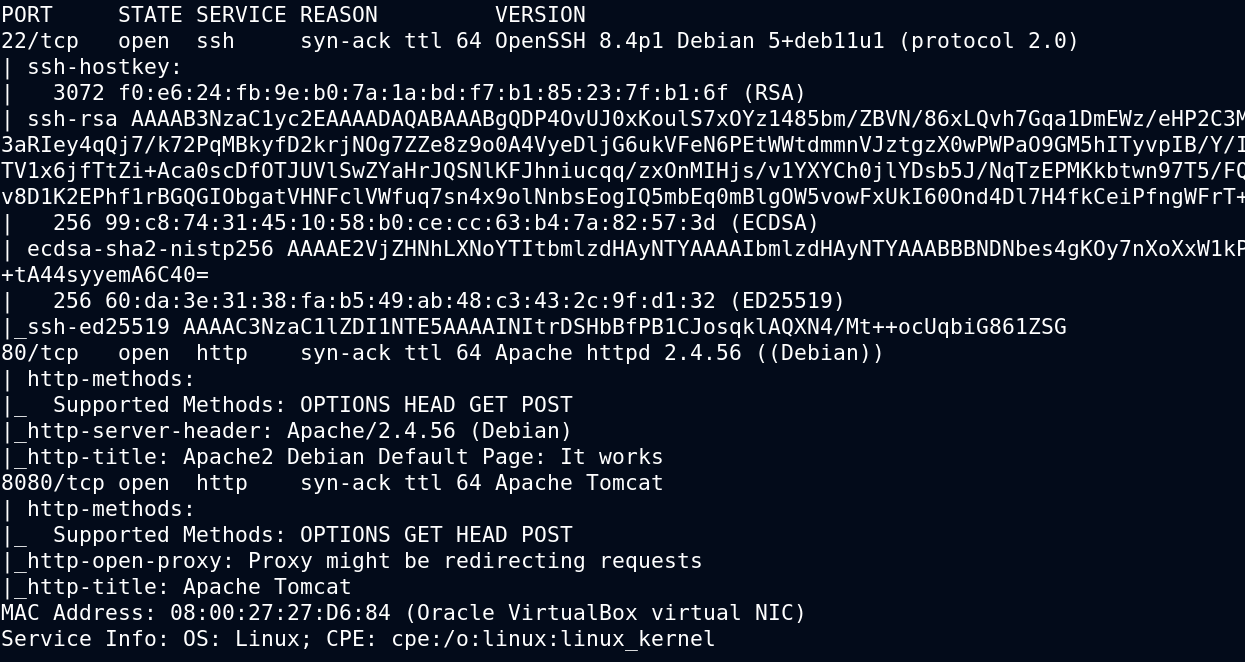 PORT     STATE SERVICE REASON         VERSION
22/tcp   open  ssh     syn-ack ttl 64 OpenSSH 8.4p1 Debian 5+deb11u1 (protocol 2.0)
| ssh-hostkey:
|   3072 f0:e6:24:fb:9e:b0:7a:1a:bd:f7:b1:85:23:7f:b1:6f (RSA)
| ssh-rsa AAAAB3NzaC1yc2EAAAADAQABAAABgQDP4OvUJ0xKoulS7xOYz1485bm/ZBVN/86xLQvh7Gqa1DmEWz/eHP2C3M
3aRIey4qQj7/k72PqMBkyfD2krjNOg7ZZe8z9o0A4VyeDljG6ukVFeN6PEtWWtdmmnVJztgzX0wPWPaO9GM5hITyvpIB/Y/I
TV1x6jfTtZi+Aca0scDfOTJUVlSwZYaHrJQSNlKFJhniucqq/zxOnMIHjs/v1YXYCh0jlYDsb5J/NqTzEPMKkbtwn97T5/FQ
v8D1K2EPhf1rBGQGIObgatVHNFclVWfuq7sn4x9olNnbsEogIQ5mbEq0mBlgOW5vowFxUkI60Ond4Dl7H4fkCeiPfngWFrT+
|   256 99:c8:74:31:45:10:58:b0:ce:cc:63:b4:7a:82:57:3d (ECDSA)
| ecdsa-sha2-nistp256 AAAAE2VjZHNhLXNoYTItbmlzdHAyNTYAAAAIbmlzdHAyNTYAAABBBNDNbes4gKOy7nXoXxW1kP
+tA44syyemA6C40=
|   256 60:da:3e:31:38:fa:b5:49:ab:48:c3:43:2c:9f:d1:32 (ED25519)
|_ssh-ed25519 AAAAC3NzaC1lZDI1NTE5AAAAINItrDSHbBfPB1CJosqklAQXN4/Mt++ocUqbiG861ZSG
80/tcp   open  http    syn-ack ttl 64 Apache httpd 2.4.56 ((Debian))
| http-methods:
|_  Supported Methods: OPTIONS HEAD GET POST
|_http-server-header: Apache/2.4.56 (Debian)
|_http-title: Apache2 Debian Default Page: It works
8080/tcp open  http    syn-ack ttl 64 Apache Tomcat
| http-methods:
|_  Supported Methods: OPTIONS GET HEAD POST
|_http-open-proxy: Proxy might be redirecting requests
|_http-title: Apache Tomcat
MAC Address: 08:00:27:27:D6:84 (Oracle VirtualBox virtual NIC)
Service Info: OS: Linux; CPE: cpe:/o:linux:linux_kernel